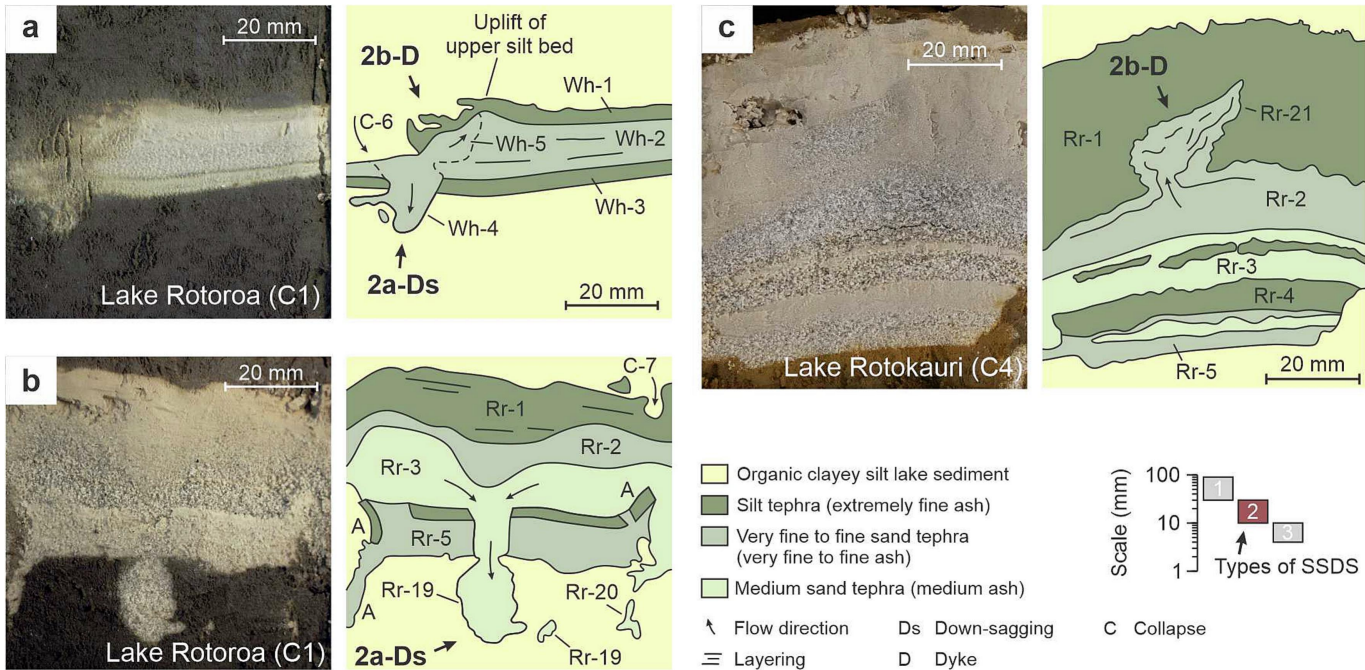 a
20 mm
Lake Rotoroa (C1)
Uplift of
upper silt bed
2b-D
Wh-1
C-6
Wh-5
Wh-2
Wh-3
Wh-4
2a-Ds
20 mm
b
20 mm
Lake Rotoroa (C1)
C-7
Rr-1
Rr-2
Rr-3
A
A
Rr-5
A
Rr-19
Rr-20
2a-Ds
Rr-19
c
20 mm
Lake Rotokauri (C4)
2b-D
Rr-1
Rr-21
Rr-2
Rr-3
Rr-4
Rr-5
20 mm
Organic clayey silt lake sediment
Silt tephra (extremely fine ash)
Very fine to fine sand tephra
(very fine to fine ash)
Medium sand tephra (medium ash)
Flow direction
Ds Down-sagging
C Collapse
Layering
D Dyke
Scale (mm)
100
10
1
1
2
3
Types of SSDS